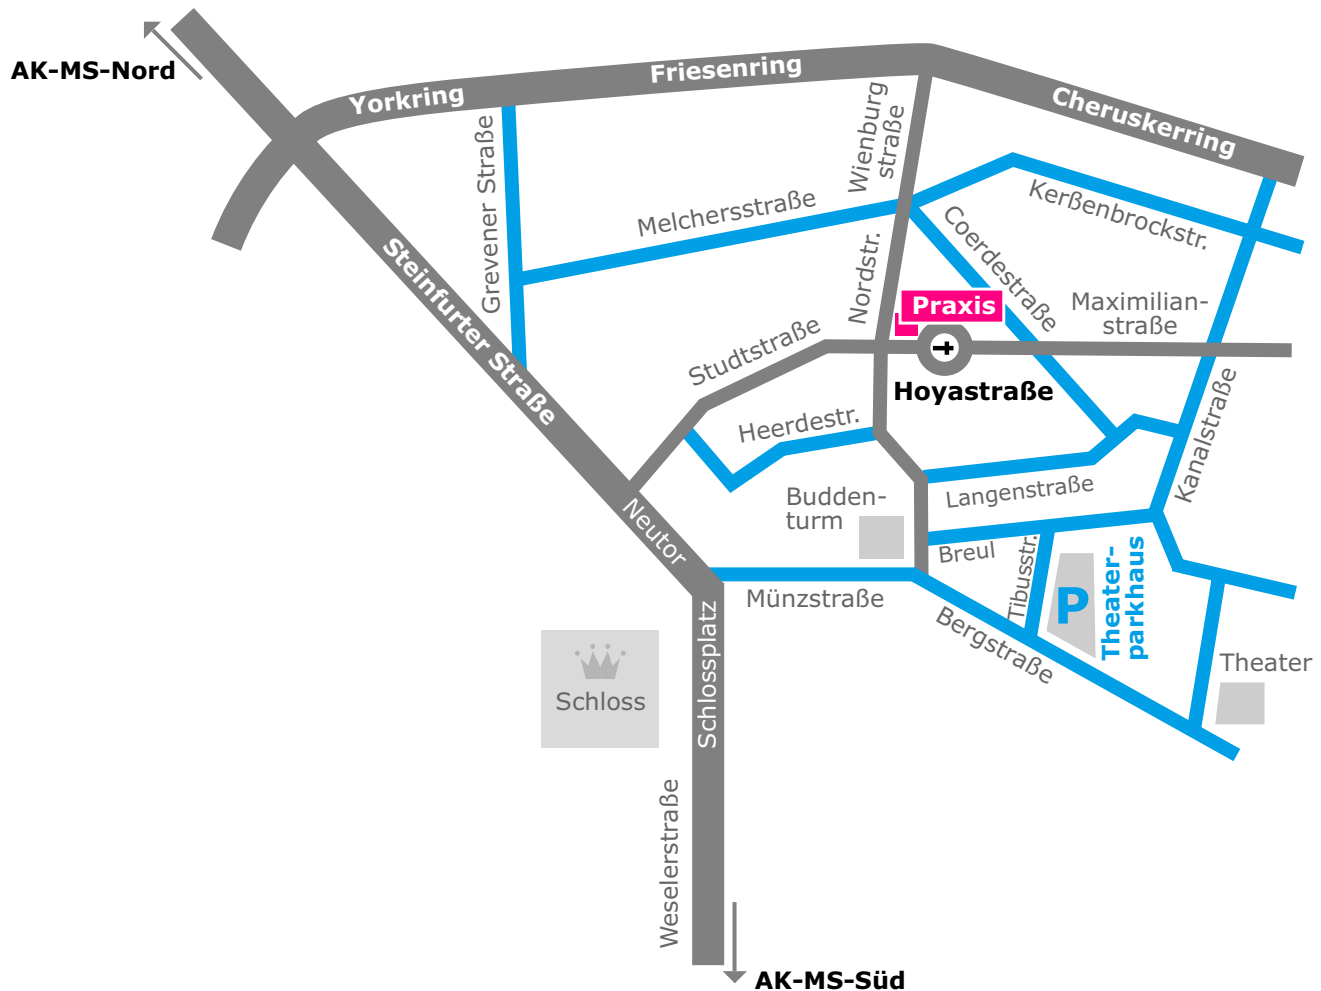 AK-MS-Nord
Yorkring
Friesenring
Cheruskerring
Grevener Straße
Wienburg
straße
Melchersstraße
Kerßenbrockstr.
Coerdestraße
Nordstr.
Steinfurter Straße
Praxis
Maximilian-
straße
Studtstraße
Hoyastraße
Heerdestr.
Kanalstraße
Langenstraße
Budden-
turm
Neutor
Breul
Tibusstr.
P
Theater-
parkhaus
Münzstraße
Bergstraße
Schlossplatz
Theater
Schloss
Weselerstraße
AK-MS-Süd